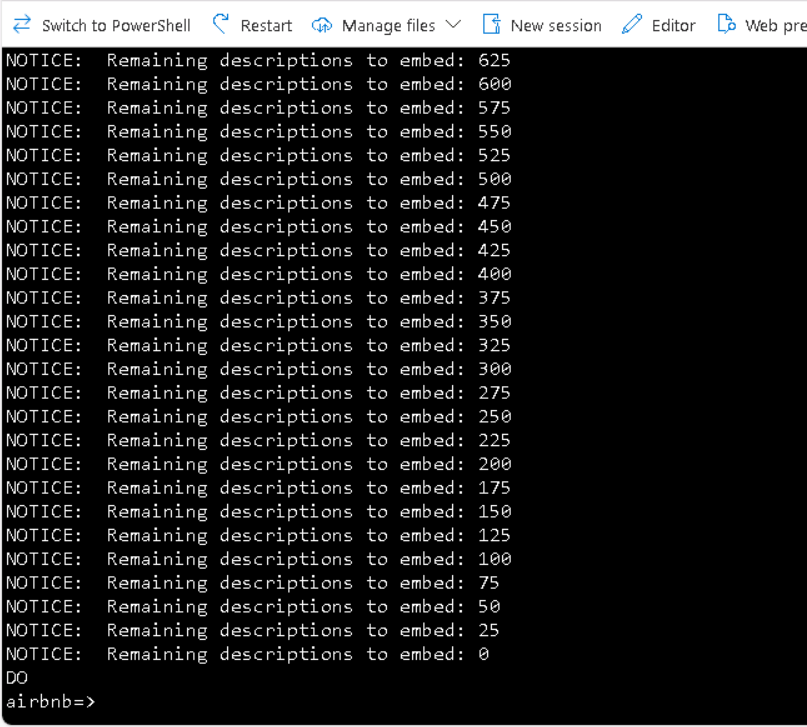 Switch to PowerShell Restart Manage files New session Editor Web pre
NOTICE:  Remaining descriptions to embed: 625
NOTICE:  Remaining descriptions to embed: 600
NOTICE:  Remaining descriptions to embed: 575
NOTICE:  Remaining descriptions to embed: 550
NOTICE:  Remaining descriptions to embed: 525
NOTICE:  Remaining descriptions to embed: 500
NOTICE:  Remaining descriptions to embed: 475
NOTICE:  Remaining descriptions to embed: 450
NOTICE:  Remaining descriptions to embed: 425
NOTICE:  Remaining descriptions to embed: 400
NOTICE:  Remaining descriptions to embed: 375
NOTICE:  Remaining descriptions to embed: 350
NOTICE:  Remaining descriptions to embed: 325
NOTICE:  Remaining descriptions to embed: 300
NOTICE:  Remaining descriptions to embed: 275
NOTICE:  Remaining descriptions to embed: 250
NOTICE:  Remaining descriptions to embed: 225
NOTICE:  Remaining descriptions to embed: 200
NOTICE:  Remaining descriptions to embed: 175
NOTICE:  Remaining descriptions to embed: 150
NOTICE:  Remaining descriptions to embed: 125
NOTICE:  Remaining descriptions to embed: 100
NOTICE:  Remaining descriptions to embed: 75
NOTICE:  Remaining descriptions to embed: 50
NOTICE:  Remaining descriptions to embed: 25
NOTICE:  Remaining descriptions to embed: 0
DO
airbnb=>